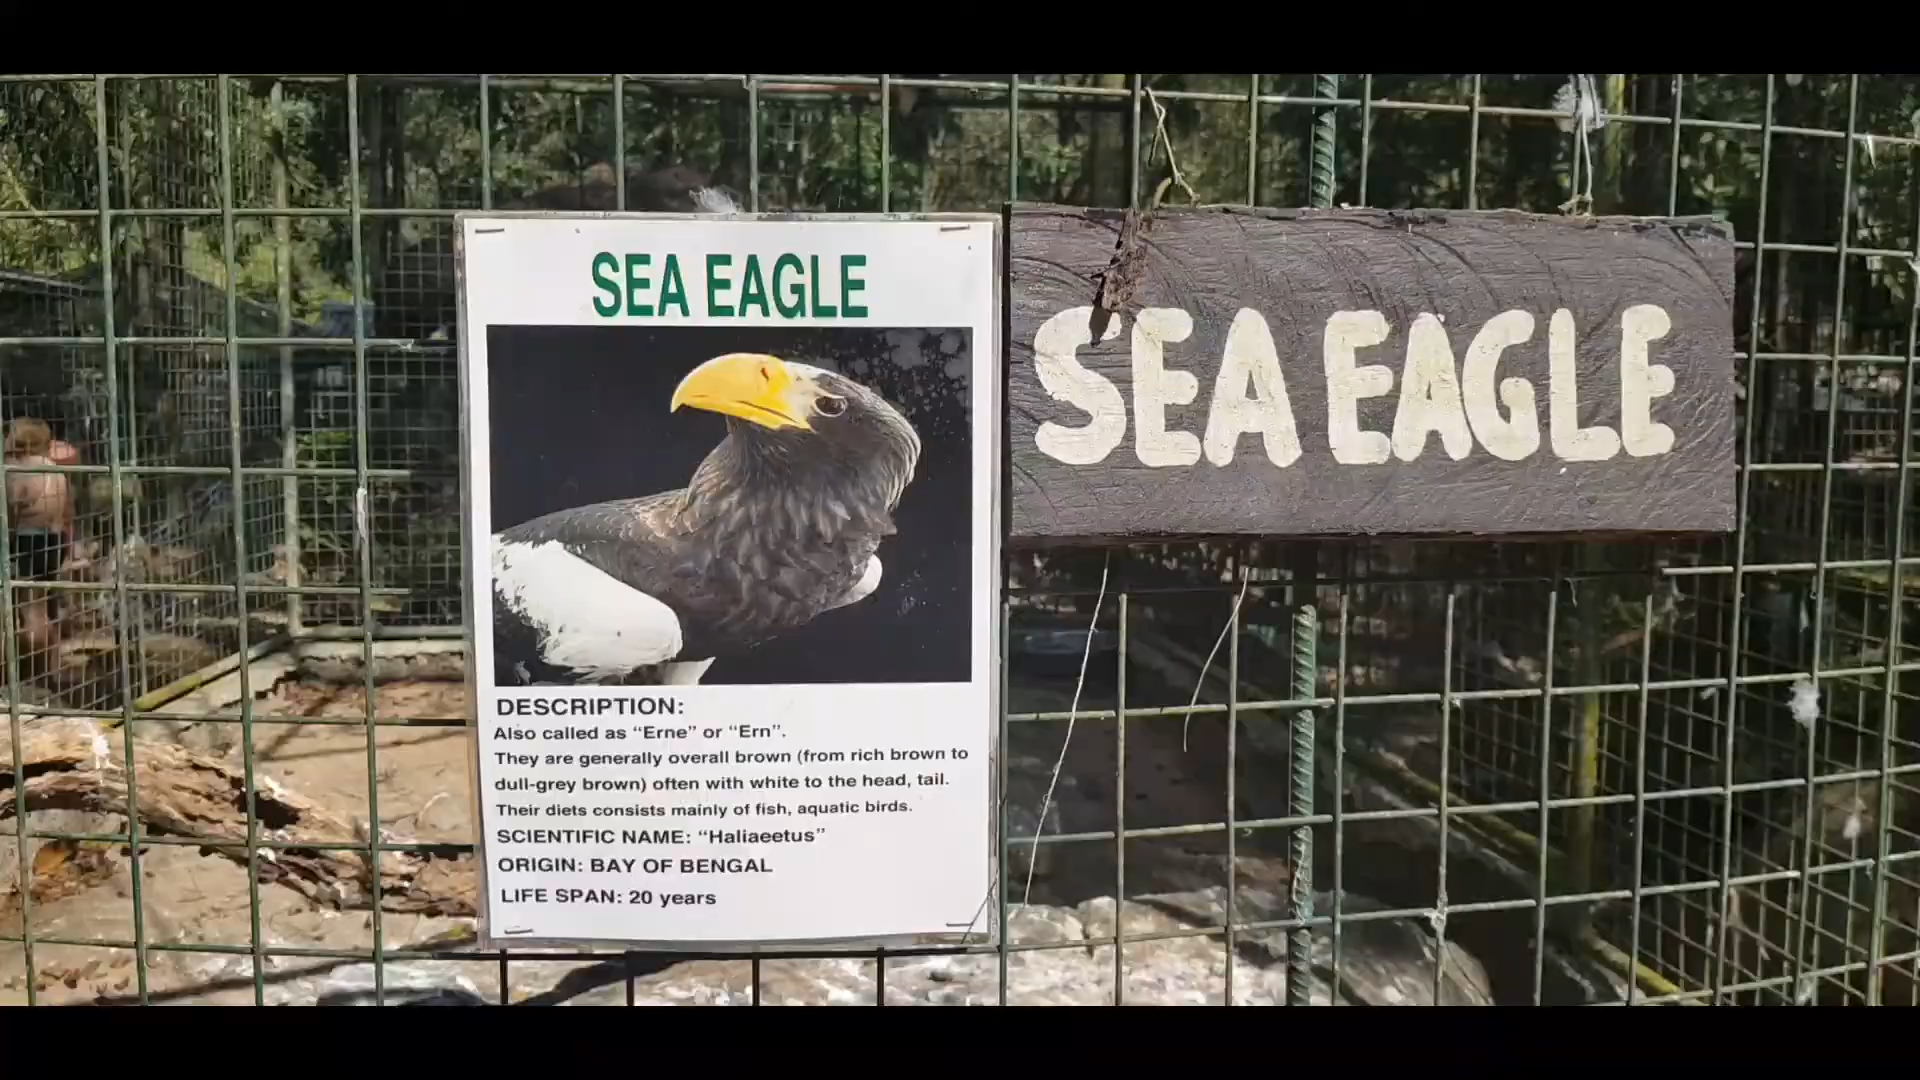 SEA EAGLE
DESCRIPTION:
Also called as “Erne” or “Ern”.
They are generally overall brown (from rich brown to
dull-grey brown) often with white to the head, tail.
Their diets consists mainly of fish, aquatic birds.
SCIENTIFIC NAME: “Haliaeetus”
ORIGIN: BAY OF BENGAL
LIFE SPAN: 20 years
SEA EAGLE